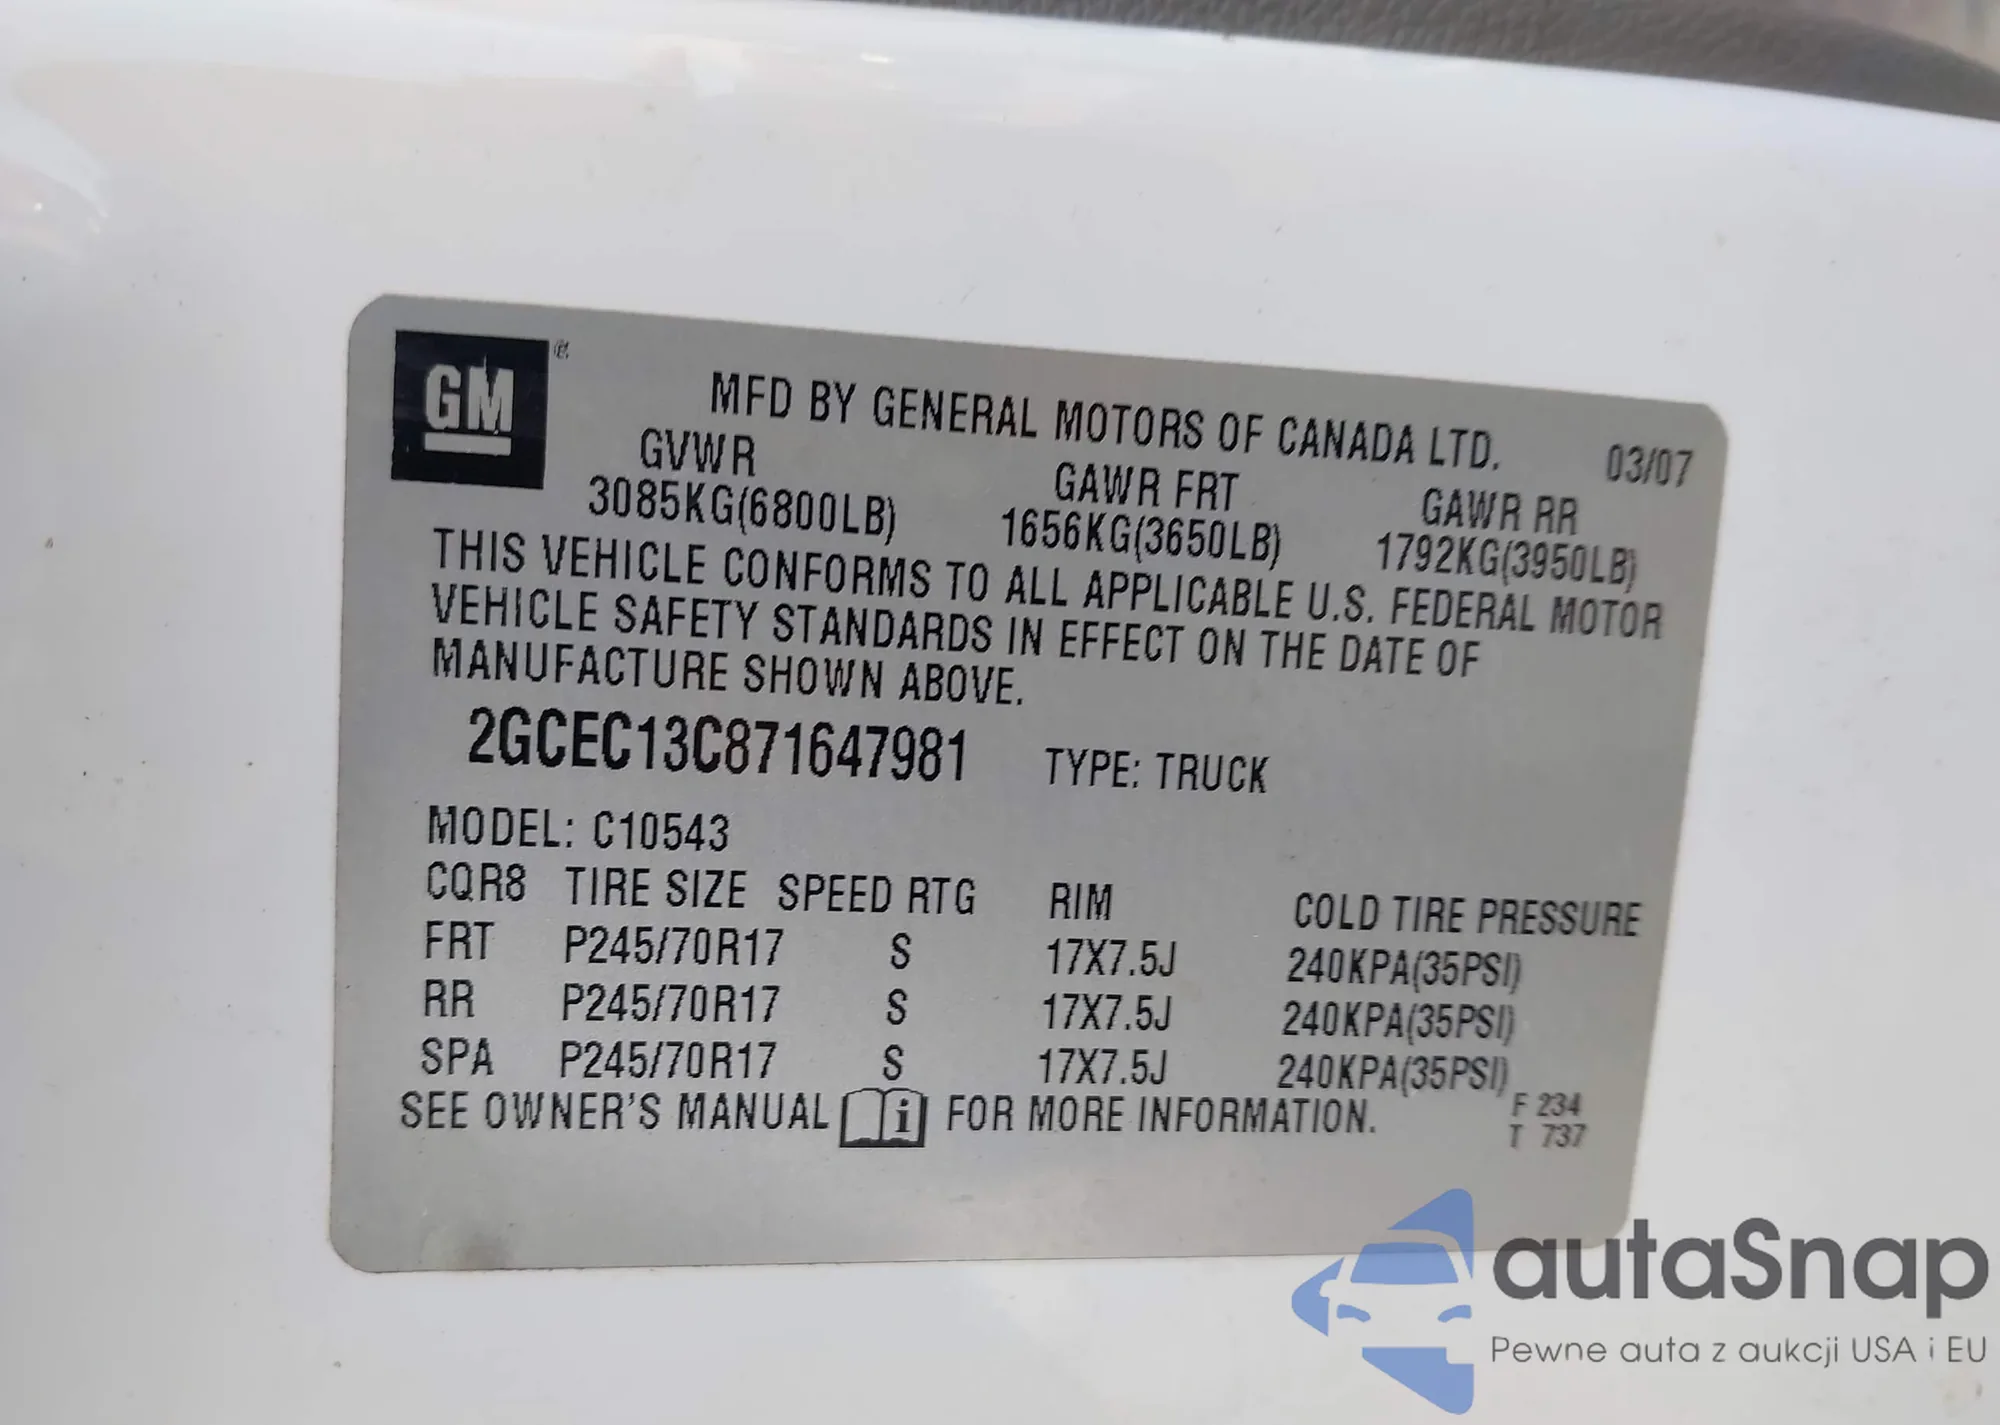 GM
MFD BY GENERAL MOTORS OF CANADA LTD. 03/07
GVWR GAWR FRT GAWR RR
3085KG(6800LB) 1656KG(3650LB) 1792KG(3950LB)
THIS VEHICLE CONFORMS TO ALL APPLICABLE U.S. FEDERAL MOTOR
VEHICLE SAFETY STANDARDS IN EFFECT ON THE DATE OF
MANUFACTURE SHOWN ABOVE.
2GCEC13C871647981 TYPE: TRUCK
MODEL: C10543
CQR8 TIRE SIZE SPEED RTG RIM COLD TIRE PRESSURE
FRT P245/70R17 S 17X7.5J 240KPA(35PSI)
RR P245/70R17 S 17X7.5J 240KPA(35PSI)
SPA P245/70R17 S 17X7.5J 240KPA(35PSI)
SEE OWNER'S MANUAL i FOR MORE INFORMATION.
F 234
T 737
autaSnap
Pewne auta z aukcji USA i EU